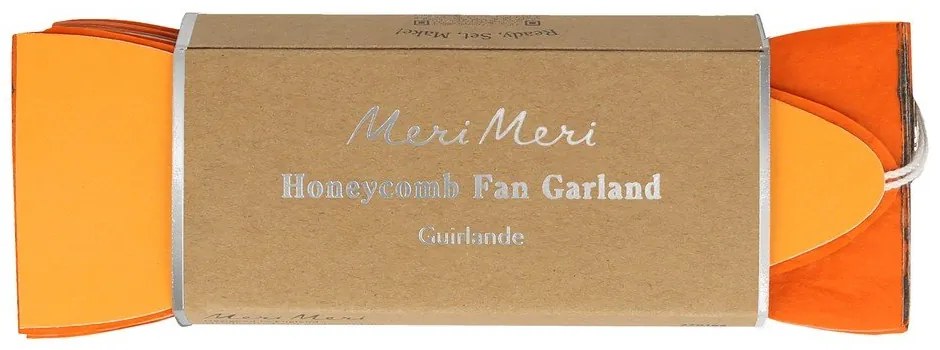 Ready, Set, Make!
Meri Meri
Honeycomb Fan Garland
Guirlande
Meri Meri